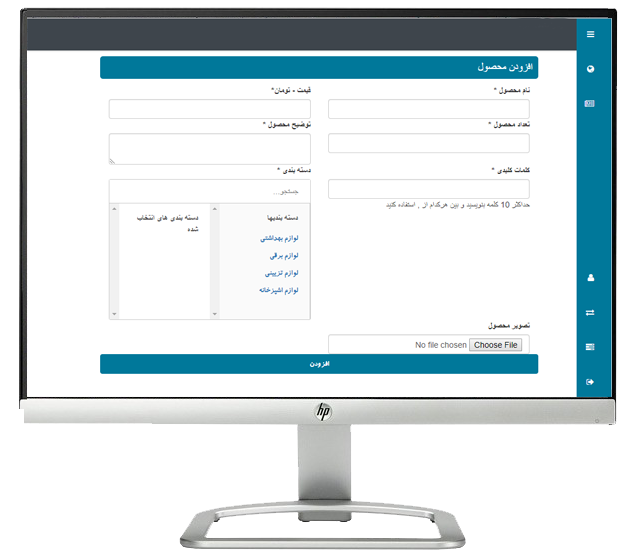 افزودن محصول
نام محصول *
قیمت - تومان*
تعداد محصول *
توضیح محصول *
کلمات کلیدی *
دسته بندی *
جستجو...
حداکثر 10 کلمه بنویسید و بین هرکدام از , استفاده کنید
دسته بندیها
لوازم بهداشتی
لوازم برقی
لوازم تزیینی
لوازم اشپزخانه
دسته بندی های انتخاب
شده
تصویر محصول
Choose File No file chosen
افزودن
hp